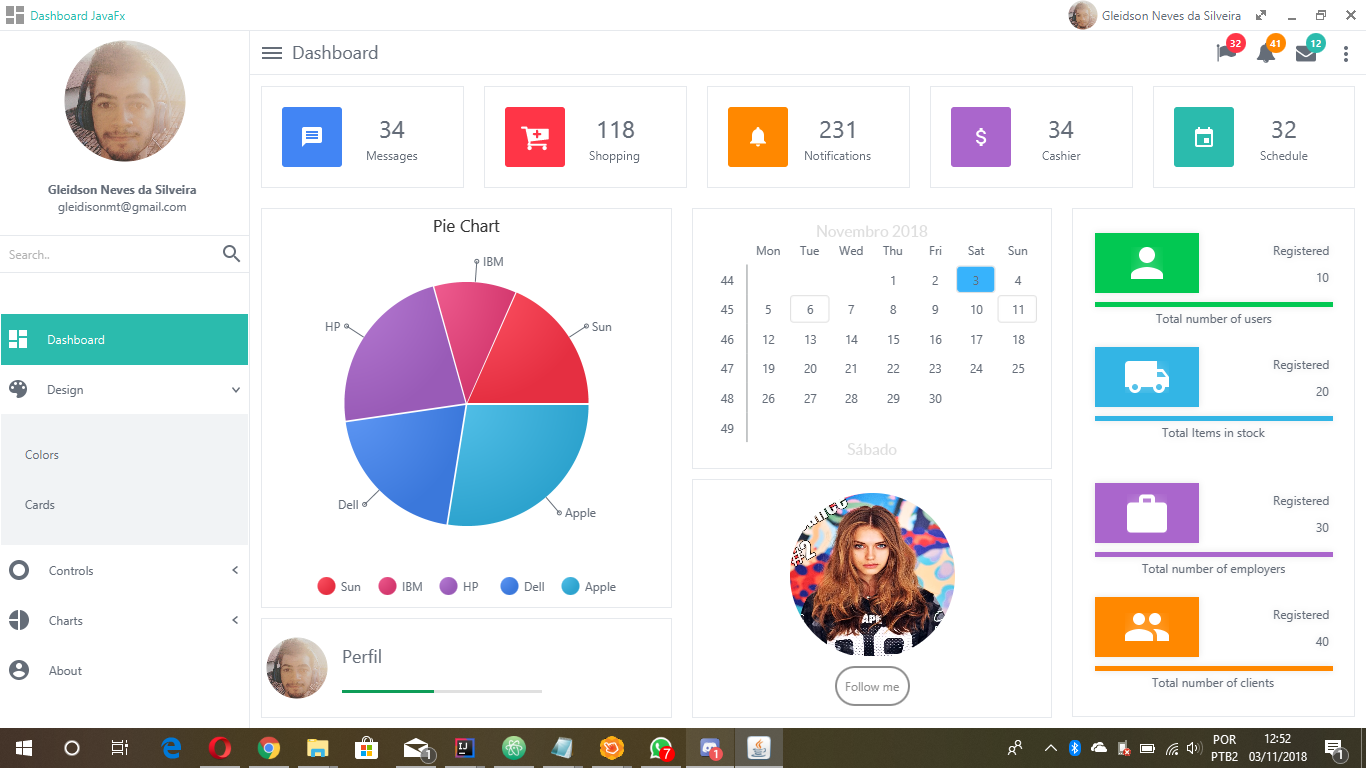 Dashboard JavaFx
Gleidson Neves da Silveira
Dashboard
32
41
12
Gleidson Neves da Silveira
gleidisonmt@gmail.com
Search..
Dashboard
Design
Colors
Cards
Controls
Charts
About
34
Messages
118
Shopping
231
Notifications
34
Cashier
32
Schedule
Pie Chart
IBM
Sun
HP
Dell
Apple
Sun IBM HP Dell Apple
Perfil
Novembro 2018
Mon Tue Wed Thu Fri Sat Sun
44 1 2 3 4
45 5 6 7 8 9 10 11
46 12 13 14 15 16 17 18
47 19 20 21 22 23 24 25
48 26 27 28 29 30
49
Sábado
#2
Follow me
Registered
10
Total number of users
Registered
20
Total Items in stock
Registered
30
Total number of employers
Registered
40
Total number of clients
1
7
1
POR
PTB2
12:52
03/11/2018
1